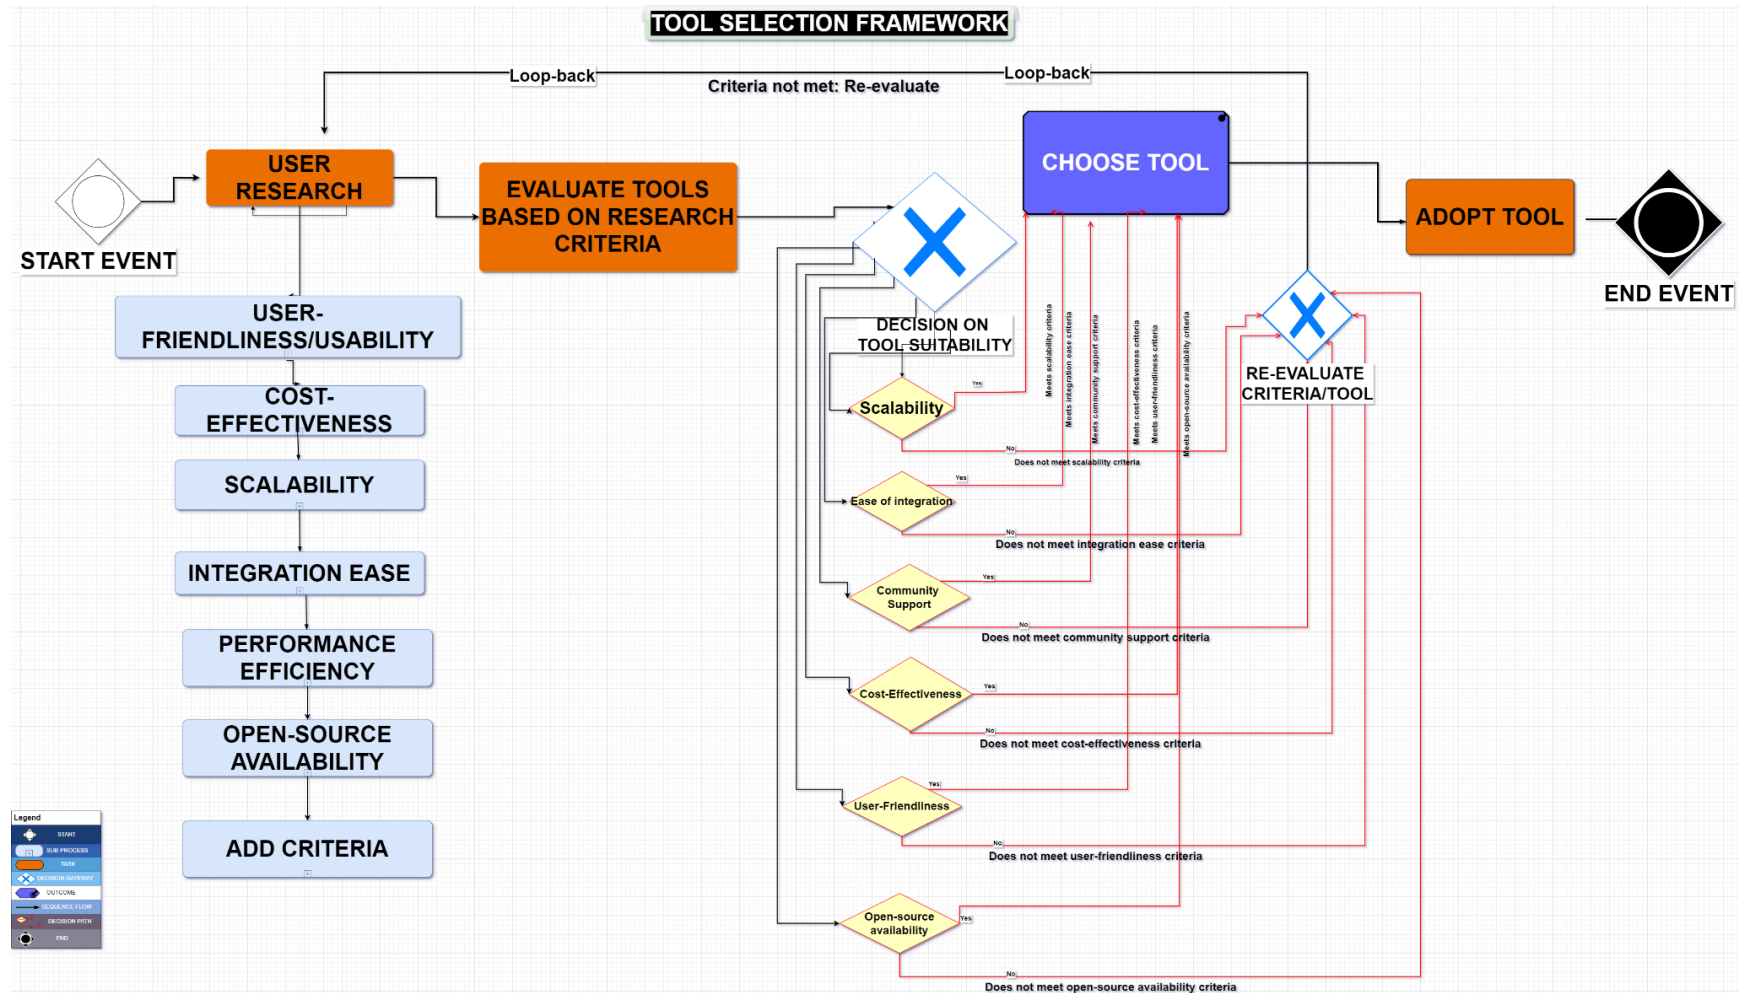 TOOL SELECTION FRAMEWORK
Loop-back
Loop-back
Criteria not met: Re-evaluate
START EVENT
USER
RESEARCH
EVALUATE TOOLS
BASED ON RESEARCH
CRITERIA
DECISION ON
TOOL SUITABILITY
CHOOSE TOOL
ADOPT TOOL
END EVENT
RE-EVALUATE
CRITERIA/TOOL
USER-
FRIENDLINESS/USABILITY
COST-
EFFECTIVENESS
SCALABILITY
INTEGRATION EASE
PERFORMANCE
EFFICIENCY
OPEN-SOURCE
AVAILABILITY
ADD CRITERIA
Scalability
Yes
No
Does not meet scalability criteria
Ease of integration
Yes
No
Does not meet integration ease criteria
Community
Support
Yes
No
Does not meet community support criteria
Cost-Effectiveness
Yes
No
Does not meet cost-effectiveness criteria
User-Friendliness
Yes
No
Does not meet user-friendliness criteria
Open-source
availability
Yes
No
Does not meet open-source availability criteria
Meets scalability criteria
Meets integration ease criteria
Meets community support criteria
Meets cost-effectiveness criteria
Meets user-friendliness criteria
Meets open-source availability criteria
Legend
START
SUB-PROCESS
TASK
DECISION GATEWAY
OUTCOME
SEQUENCE FLOW
DECISION PATH
END